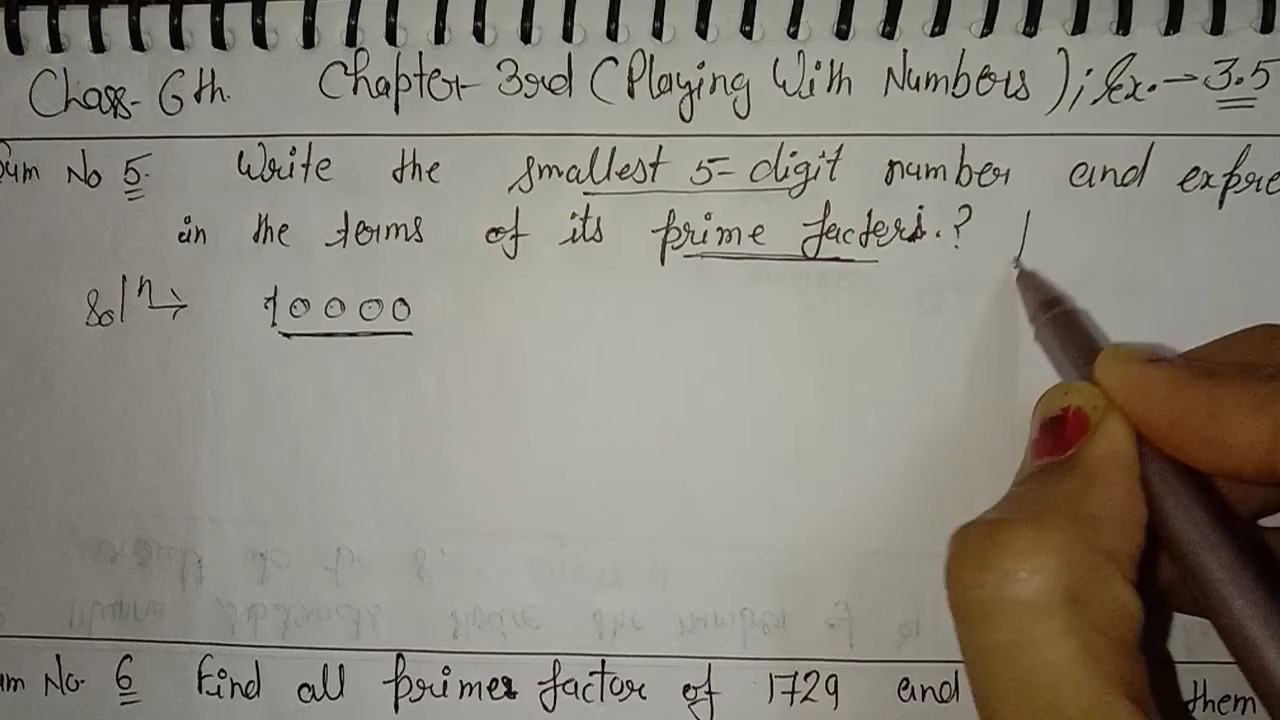 Class- 6th. Chapter- 3rd (Playing With Numbers); Ex.- 3.5
Sum No 5. Write the smallest 5-digit number and expre
in the terms of its prime factors.?
Solⁿ→ 10000
um No. 6 Find all primes factor of 1729 and them